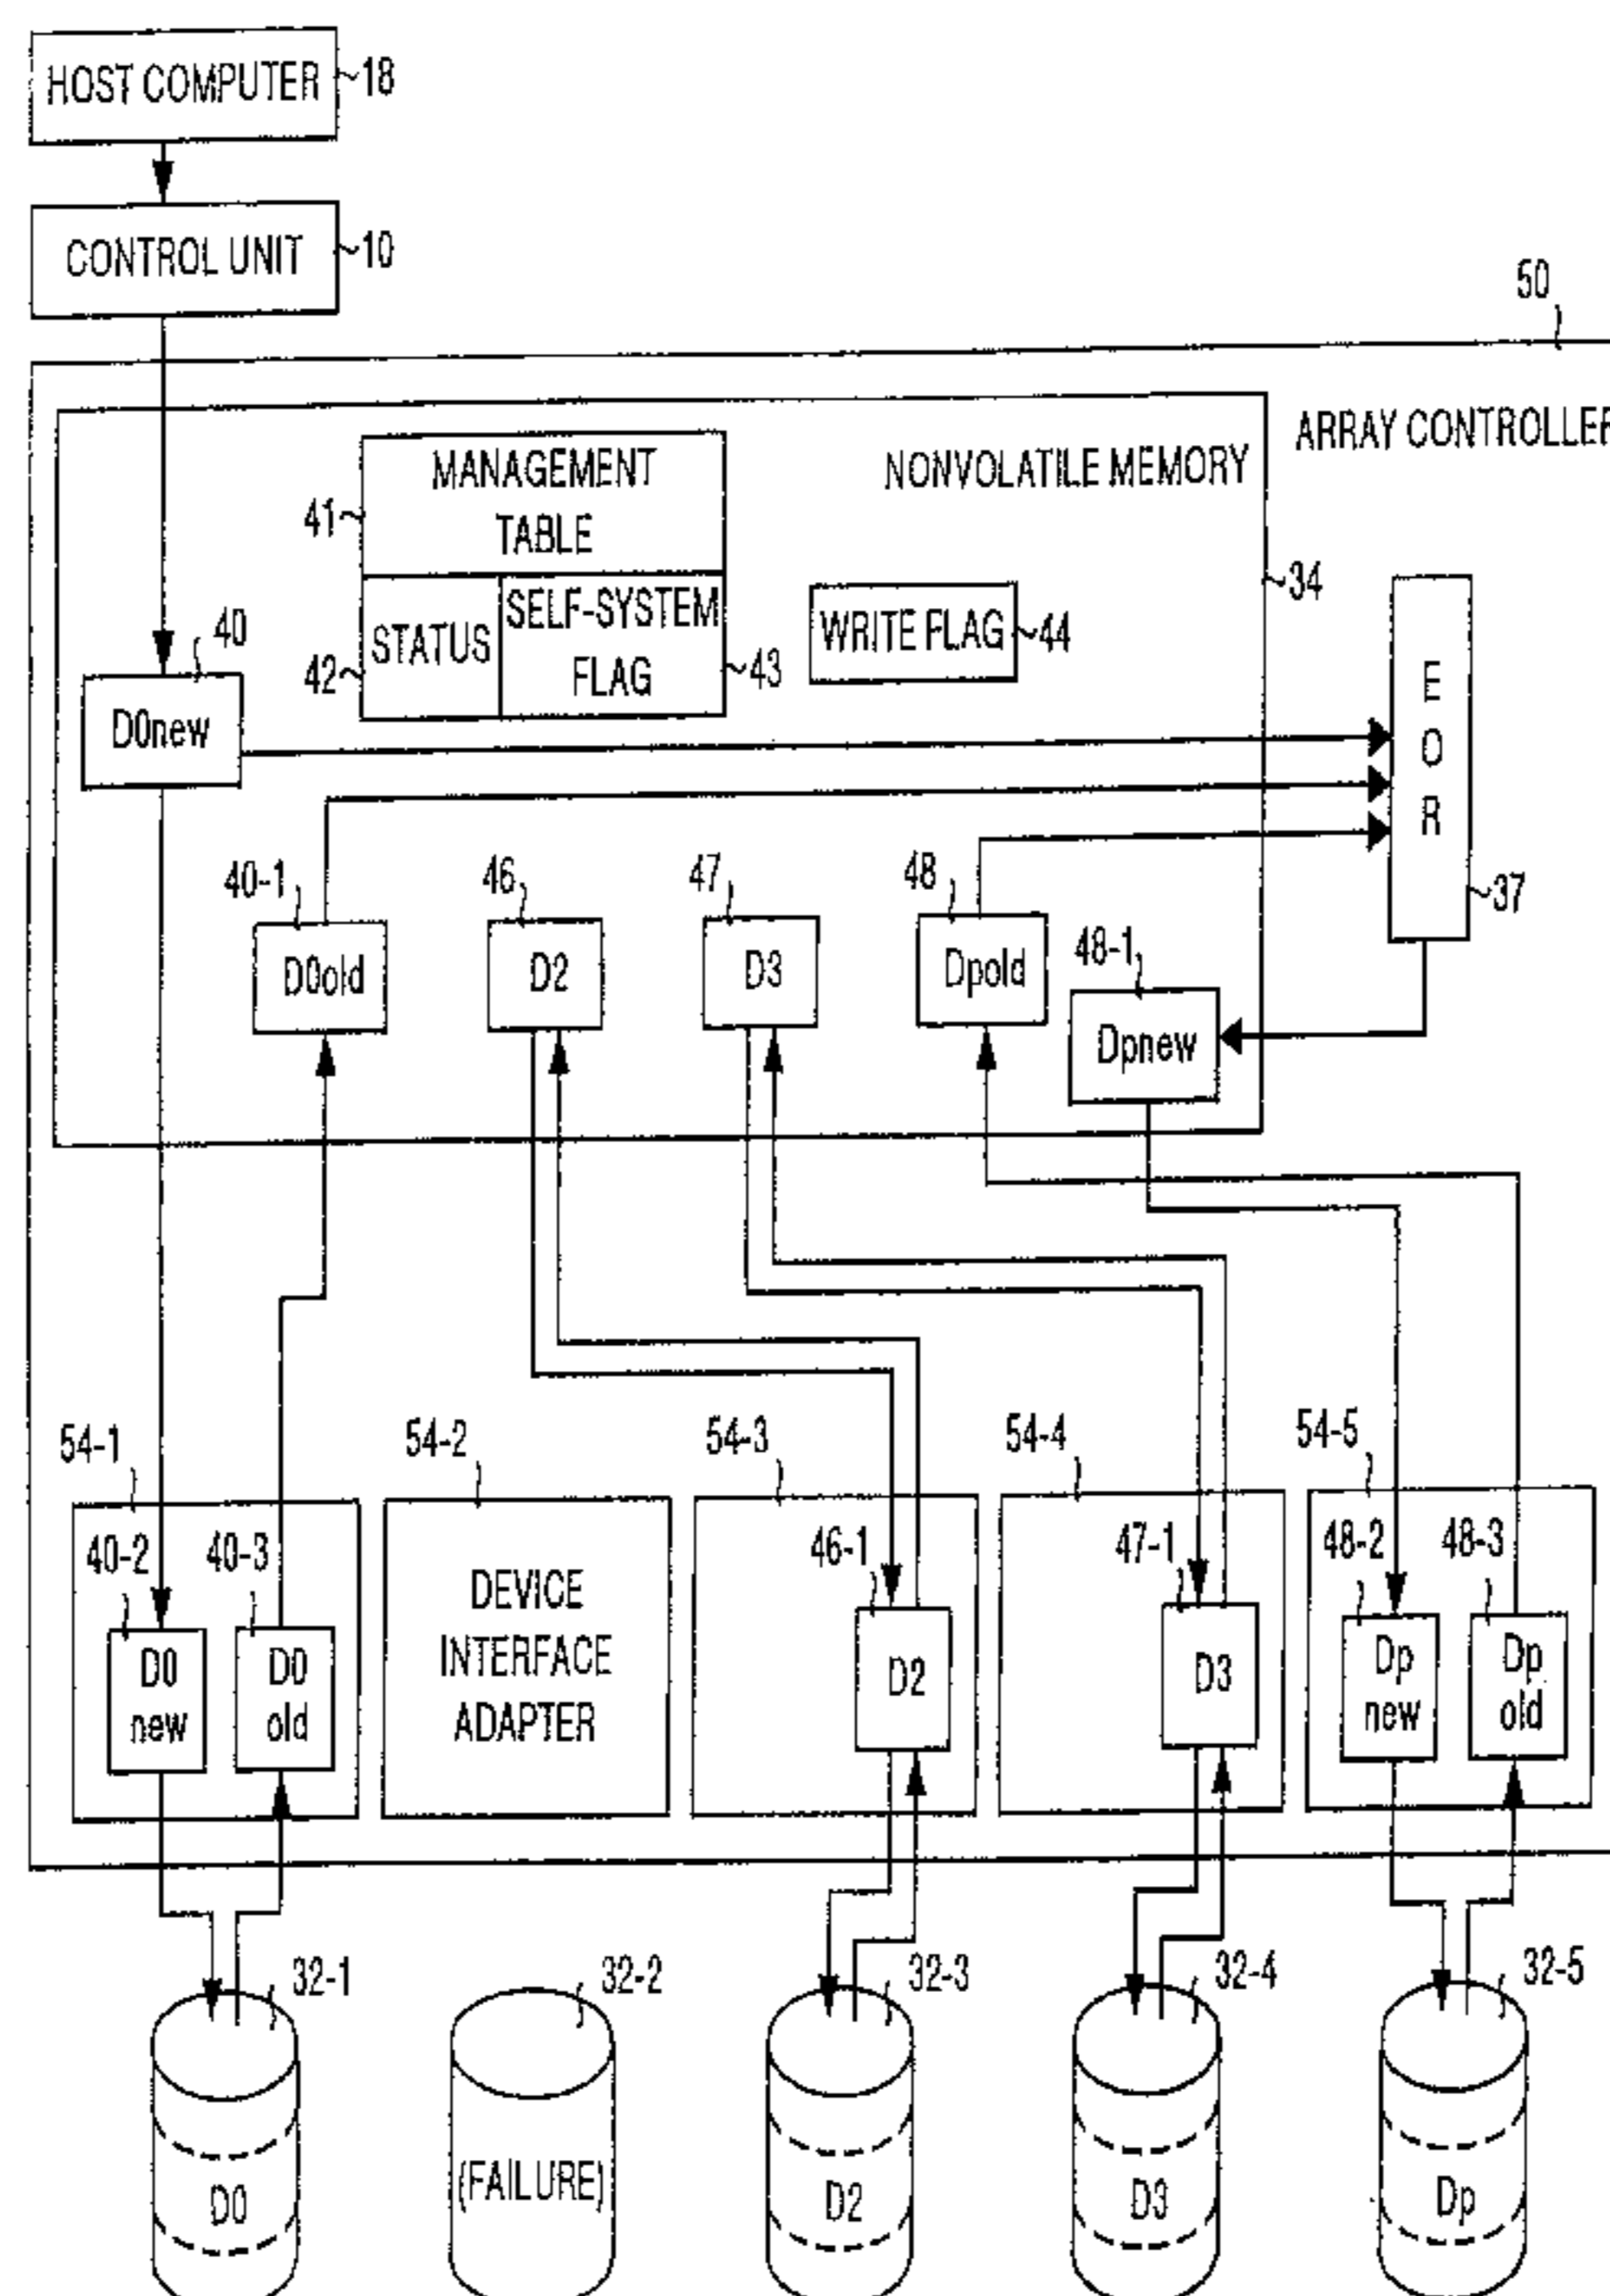 HOST COMPUTER
18
CONTROL UNIT
10
50
ARRAY CONTROLLER
NONVOLATILE MEMORY
34
MANAGEMENT
TABLE
41
STATUS
42
SELF-SYSTEM
FLAG
43
WRITE FLAG
44
40
D0new
E
O
R
37
40-1
D0old
46
D2
47
D3
48
Dpold
48-1
Dpnew
54-1
54-2
54-3
54-4
54-5
40-2
D0
new
40-3
D0
old
DEVICE
INTERFACE
ADAPTER
46-1
D2
47-1
D3
48-2
Dp
new
48-3
Dp
old
32-1
32-2
32-3
32-4
32-5
D0
(FAILURE)
D2
D3
Dp